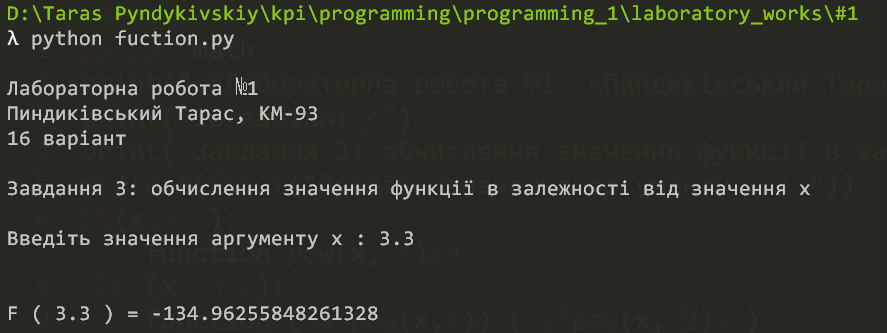 D:\Taras Pyndykivskiy\kpi\programming\programming_1\laboratory_works\#1
λ python fuction.py
Лабораторна робота №1
Пиндиківський Тарас, КМ-93
16 варіант
Завдання 3: обчислення значення функції в залежності від значення x
Введіть значення аргументу x : 3.3
F ( 3.3 ) = -134.96255848261328